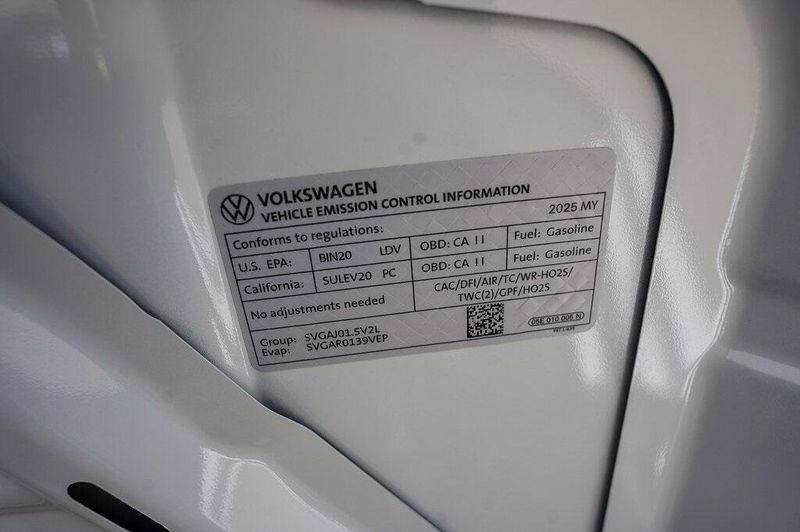 VOLKSWAGEN
VEHICLE EMISSION CONTROL INFORMATION
Conforms to regulations: 2025 MY
U.S. EPA: BIN20 LDV OBD: CA II Fuel: Gasoline
California: SULEV20 PC OBD: CA II Fuel: Gasoline
No adjustments needed
CAC/DFI/AIR/TC/WR-HO2S/
TWC(2)/GPF/HO2S
Group: SVGAJ01.5V2L
Evap: SVGAR0139VEP
05E 010 005 N